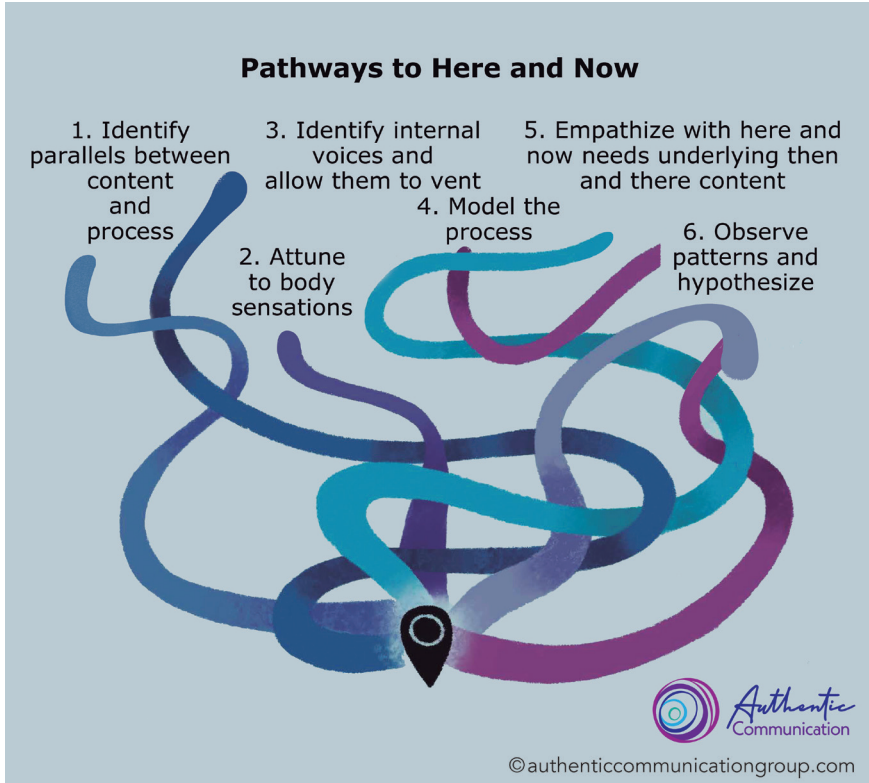 Pathways to Here and Now
1. Identify
parallels between
content
and
process
2. Attune
to body
sensations
3. Identify internal
voices and
allow them to vent
4. Model the
process
5. Empathize with here and
now needs underlying then
and there content
6. Observe
patterns and
hypothesize
Authentic
Communication
©authenticcommunicationgroup.com